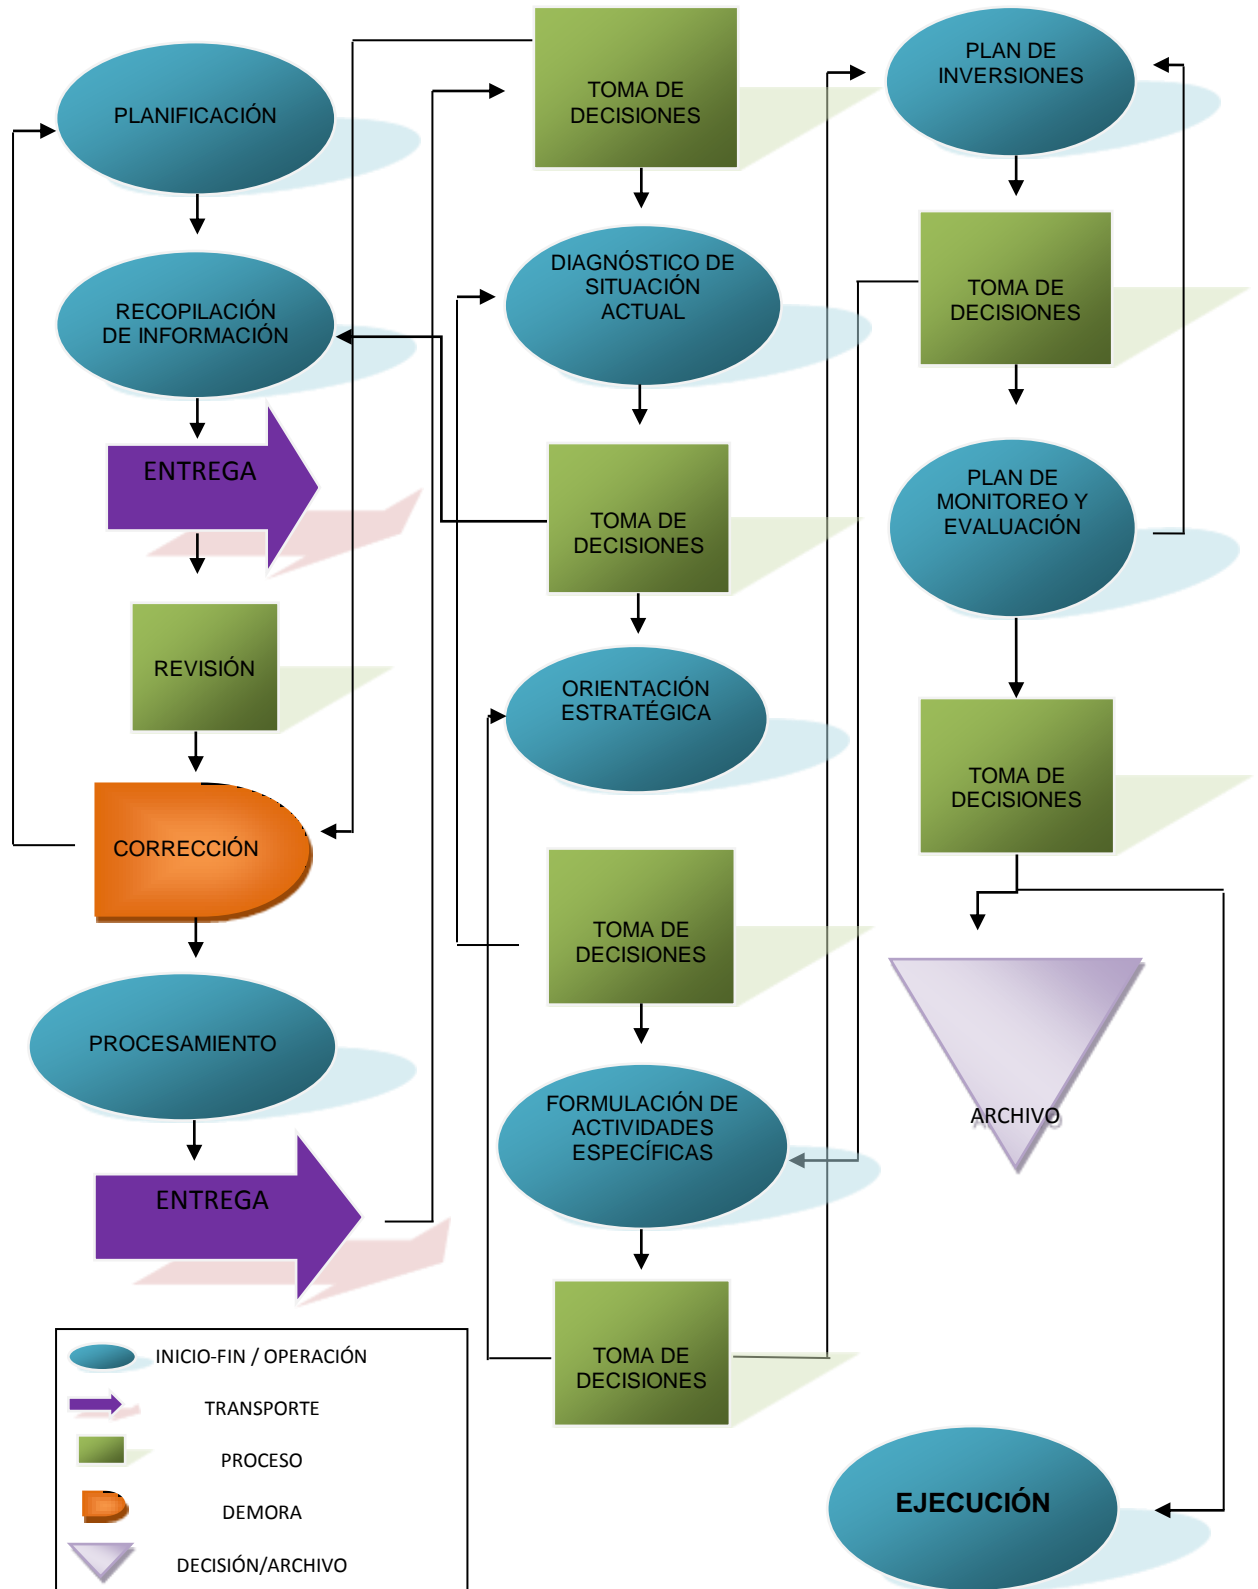 PLANIFICACIÓN
RECOPILACIÓN
DE INFORMACIÓN
ENTREGA
REVISIÓN
CORRECCIÓN
PROCESAMIENTO
ENTREGA
TOMA DE
DECISIONES
DIAGNÓSTICO DE
SITUACIÓN
ACTUAL
TOMA DE
DECISIONES
ORIENTACIÓN
ESTRATÉGICA
TOMA DE
DECISIONES
FORMULACIÓN DE
ACTIVIDADES
ESPECÍFICAS
TOMA DE
DECISIONES
PLAN DE
INVERSIONES
TOMA DE
DECISIONES
PLAN DE
MONITOREO Y
EVALUACIÓN
TOMA DE
DECISIONES
ARCHIVO
EJECUCIÓN
INICIO-FIN / OPERACIÓN
TRANSPORTE
PROCESO
DEMORA
DECISIÓN/ARCHIVO